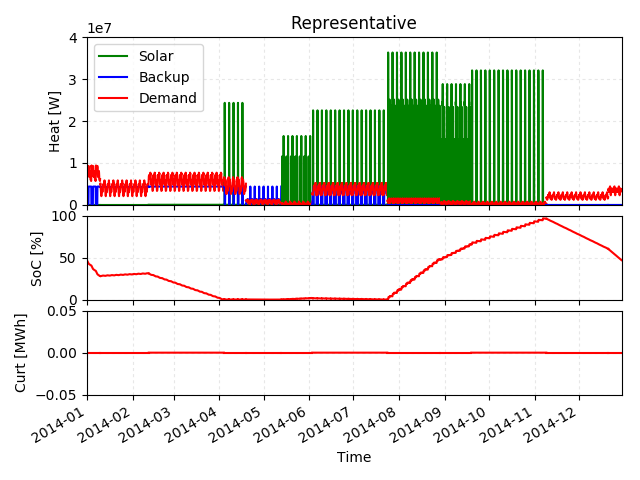 Representative
1e7
4
3
2
1
0
Heat [W]
Solar
Backup
Demand
100
50
0
SoC [%]
0.05
0.00
−0.05
Curt [MWh]
2014-01
2014-02
2014-03
2014-04
2014-05
2014-06
2014-07
2014-08
2014-09
2014-10
2014-11
2014-12
Time